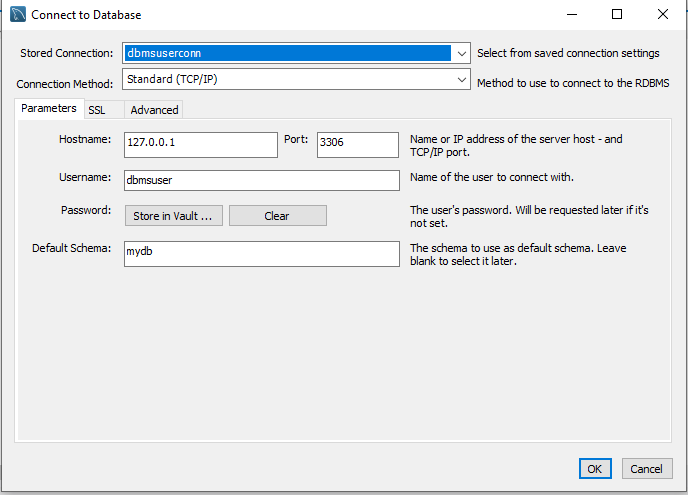 Connect to Database
Stored Connection: dbmsuserconn Select from saved connection settings
Connection Method: Standard (TCP/IP) Method to use to connect to the RDBMS
Parameters SSL Advanced
Hostname: 127.0.0.1 Port: 3306 Name or IP address of the server host - and
TCP/IP port.
Username: dbmsuser Name of the user to connect with.
Password: Store in Vault ... Clear The user's password. Will be requested later if it's
not set.
Default Schema: mydb The schema to use as default schema. Leave
blank to select it later.
OK Cancel